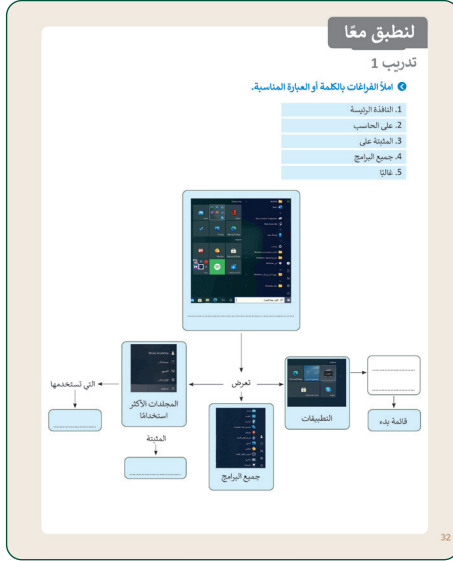 لنطبق معًا
تدريب 1
املأ الفراغات بالكلمة أو العبارة المناسبة.
1. النافذة الرئيسة
2. على الحاسب
3. المثبتة على
4. جميع البرامج
5. غالبًا
تعرض
التطبيقات
قائمة بدء
المجلدات الأكثر
استخدامًا
التي تستخدمها
المثبتة
جميع البرامج
32